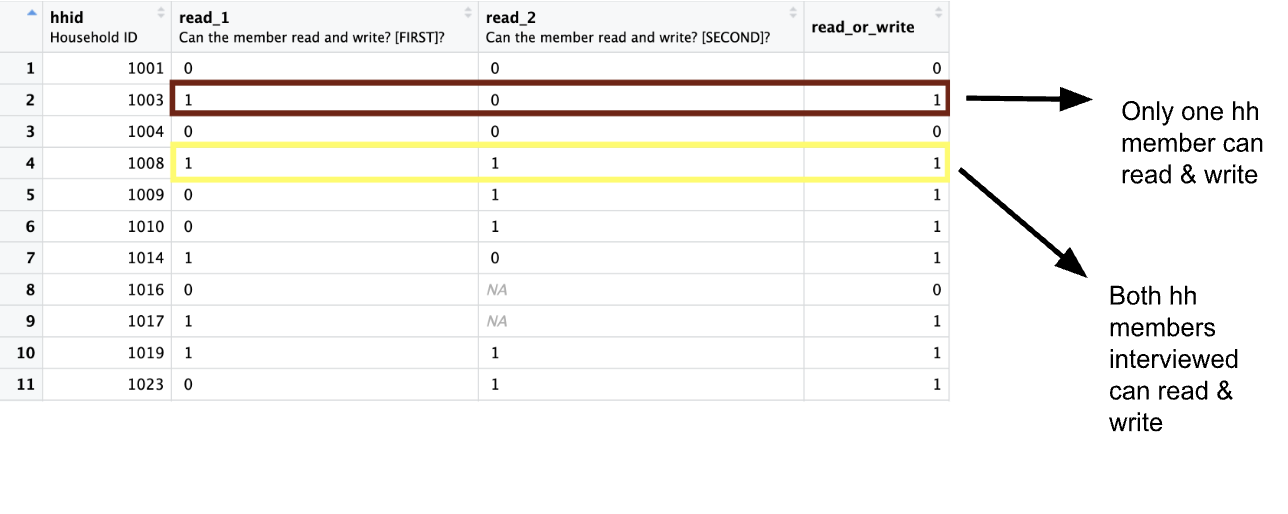 hhid read_1 read_2 read_or_write
Household ID Can the member read and write? [FIRST]? Can the member read and write? [SECOND]?
1 1001 0 0 0
2 1003 1 0 1
3 1004 0 0 0
4 1008 1 1 1
5 1009 0 1 1
6 1010 0 1 1
7 1014 1 0 1
8 1016 0 NA 0
9 1017 1 NA 1
10 1019 1 1 1
11 1023 0 1 1
Only one hh
member can
read & write
Both hh
members
interviewed
can read &
write